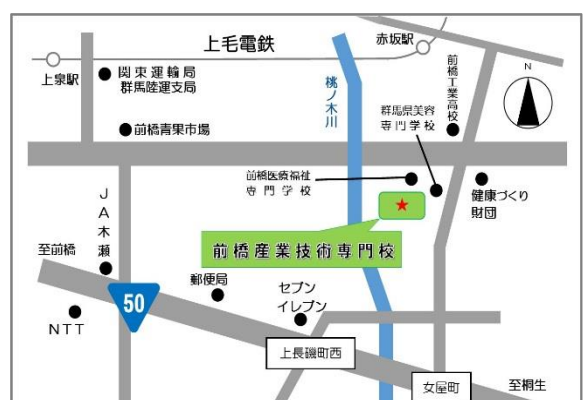 上毛電鉄
赤坂駅
上泉駅
関東運輸局
群馬陸運支局
桃ノ木川
前橋工業高校
N
群馬県美容
専門学校
前橋青果市場
前橋医療福祉
専門学校
健康づくり
財団
JA木瀬
前橋産業技術専門校
至前橋
郵便局
セブン
イレブン
50
NTT
上長磯町西
女屋町
至桐生